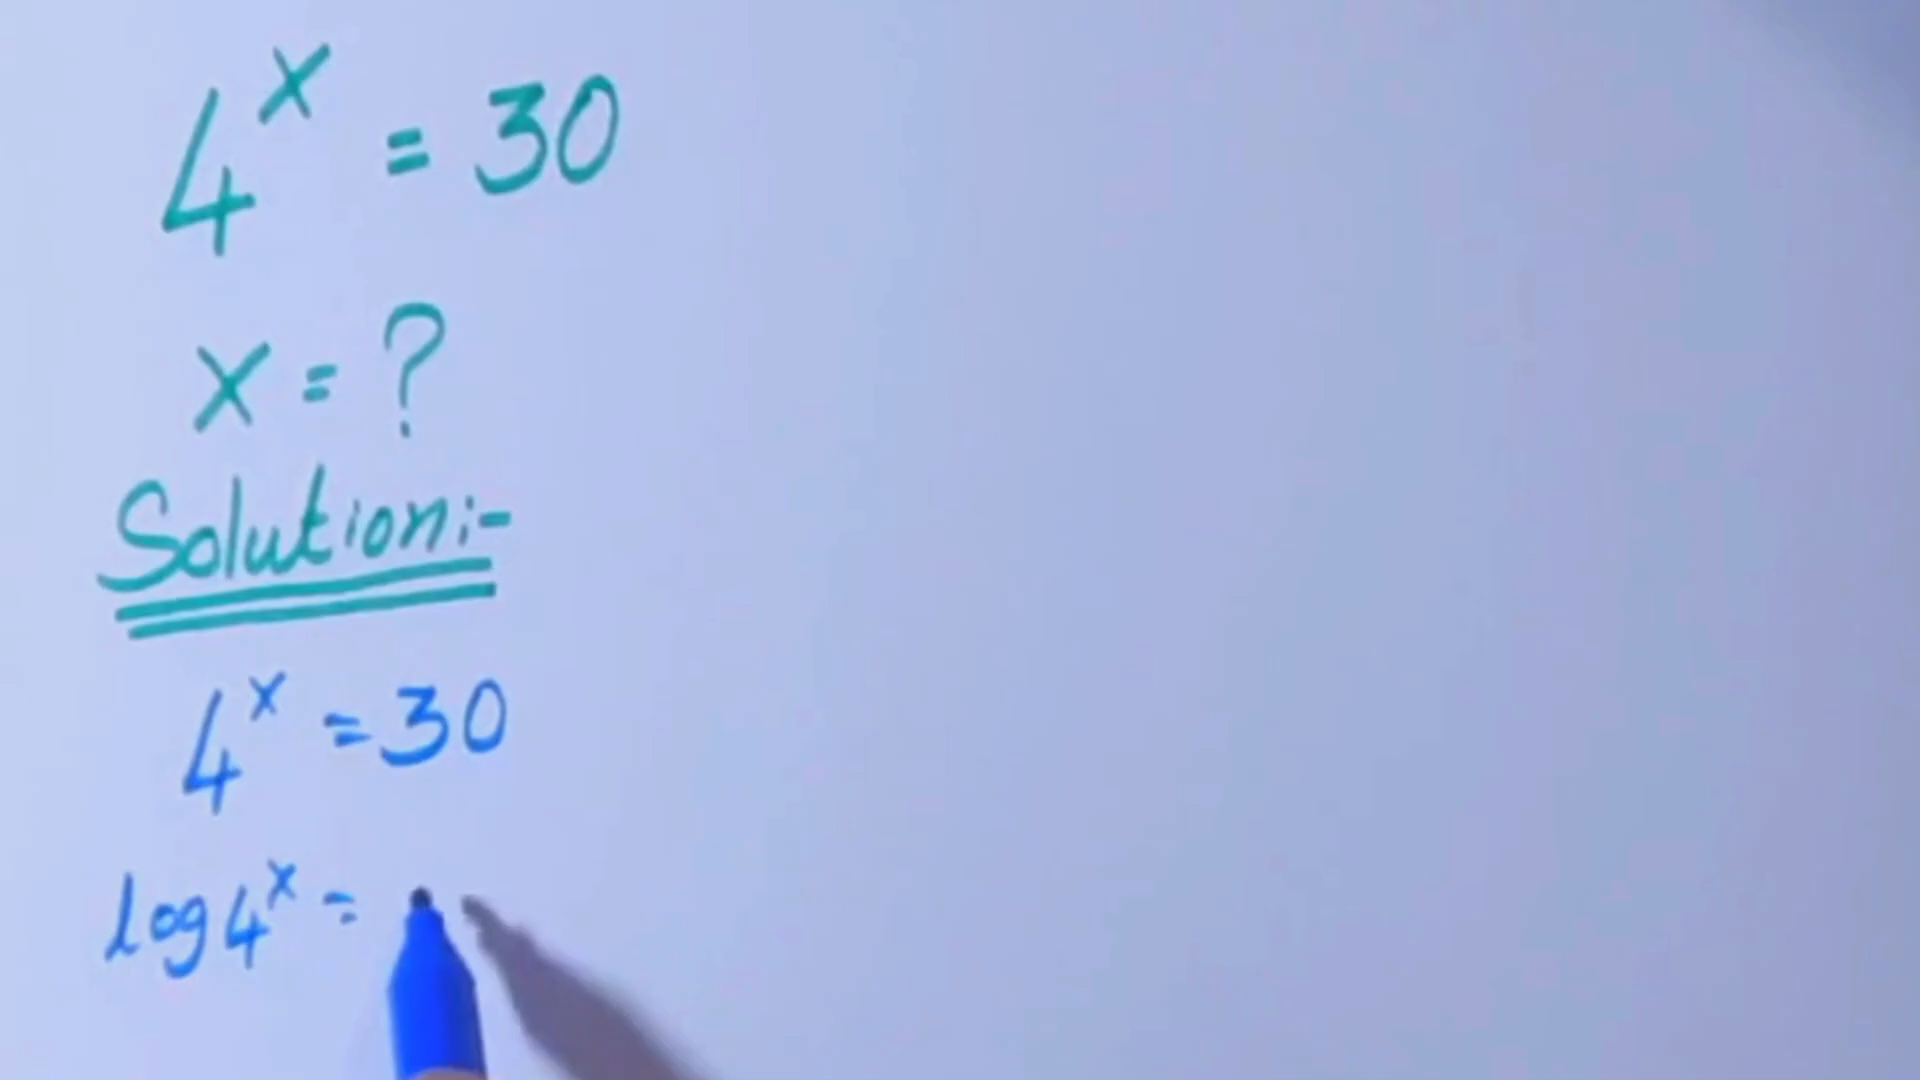 4^x = 30
x = ?
Solution:-
4^x = 30
log 4^x =